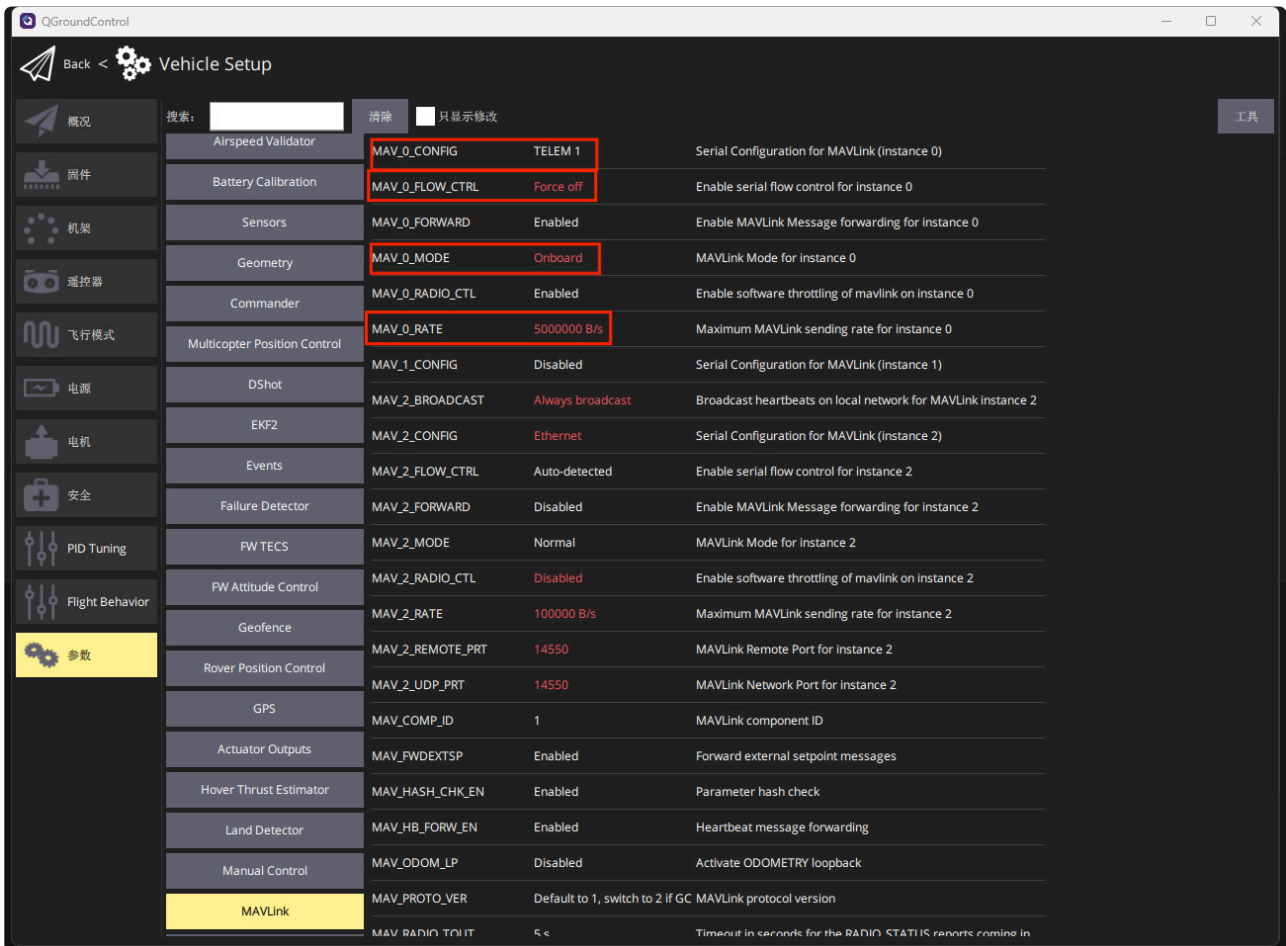 QGroundControl
Back < Vehicle Setup
搜索： 清除 只显示修改 工具
概况
固件
机架
遥控器
飞行模式
电源
电机
安全
PID Tuning
Flight Behavior
参数
Airspeed Validator
Battery Calibration
Sensors
Geometry
Commander
Multicopter Position Control
DShot
EKF2
Events
Failure Detector
FW TECS
FW Attitude Control
Geofence
Rover Position Control
GPS
Actuator Outputs
Hover Thrust Estimator
Land Detector
Manual Control
MAVLink
MAV_0_CONFIG TELEM 1 Serial Configuration for MAVLink (instance 0)
MAV_0_FLOW_CTRL Force off Enable serial flow control for instance 0
MAV_0_FORWARD Enabled Enable MAVLink Message forwarding for instance 0
MAV_0_MODE Onboard MAVLink Mode for instance 0
MAV_0_RADIO_CTL Enabled Enable software throttling of mavlink on instance 0
MAV_0_RATE 5000000 B/s Maximum MAVLink sending rate for instance 0
MAV_1_CONFIG Disabled Serial Configuration for MAVLink (instance 1)
MAV_2_BROADCAST Always broadcast Broadcast heartbeats on local network for MAVLink instance 2
MAV_2_CONFIG Ethernet Serial Configuration for MAVLink (instance 2)
MAV_2_FLOW_CTRL Auto-detected Enable serial flow control for instance 2
MAV_2_FORWARD Disabled Enable MAVLink Message forwarding for instance 2
MAV_2_MODE Normal MAVLink Mode for instance 2
MAV_2_RADIO_CTL Disabled Enable software throttling of mavlink on instance 2
MAV_2_RATE 100000 B/s Maximum MAVLink sending rate for instance 2
MAV_2_REMOTE_PRT 14550 MAVLink Remote Port for instance 2
MAV_2_UDP_PRT 14550 MAVLink Network Port for instance 2
MAV_COMP_ID 1 MAVLink component ID
MAV_FWDEXTSP Enabled Forward external setpoint messages
MAV_HASH_CHK_EN Enabled Parameter hash check
MAV_HB_FORW_EN Enabled Heartbeat message forwarding
MAV_ODOM_LP Disabled Activate ODOMETRY loopback
MAV_PROTO_VER Default to 1, switch to 2 if GC MAVLink protocol version
MAV_RADIO_TOUT 5 s Timeout in seconds for the RADIO_STATUS reports coming in